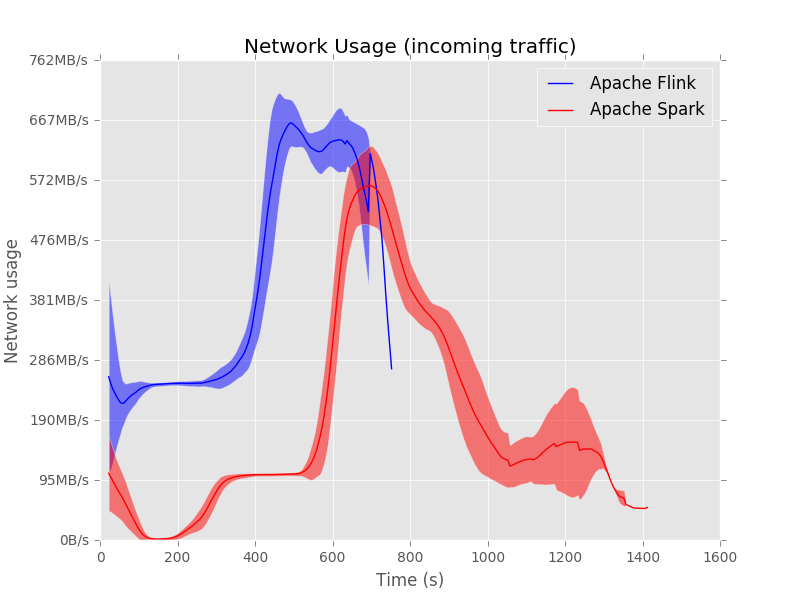 Network Usage (incoming traffic)
762MB/s
667MB/s
572MB/s
476MB/s
381MB/s
286MB/s
190MB/s
95MB/s
0B/s
Network usage
Apache Flink
Apache Spark
0 200 400 600 800 1000 1200 1400 1600
Time (s)